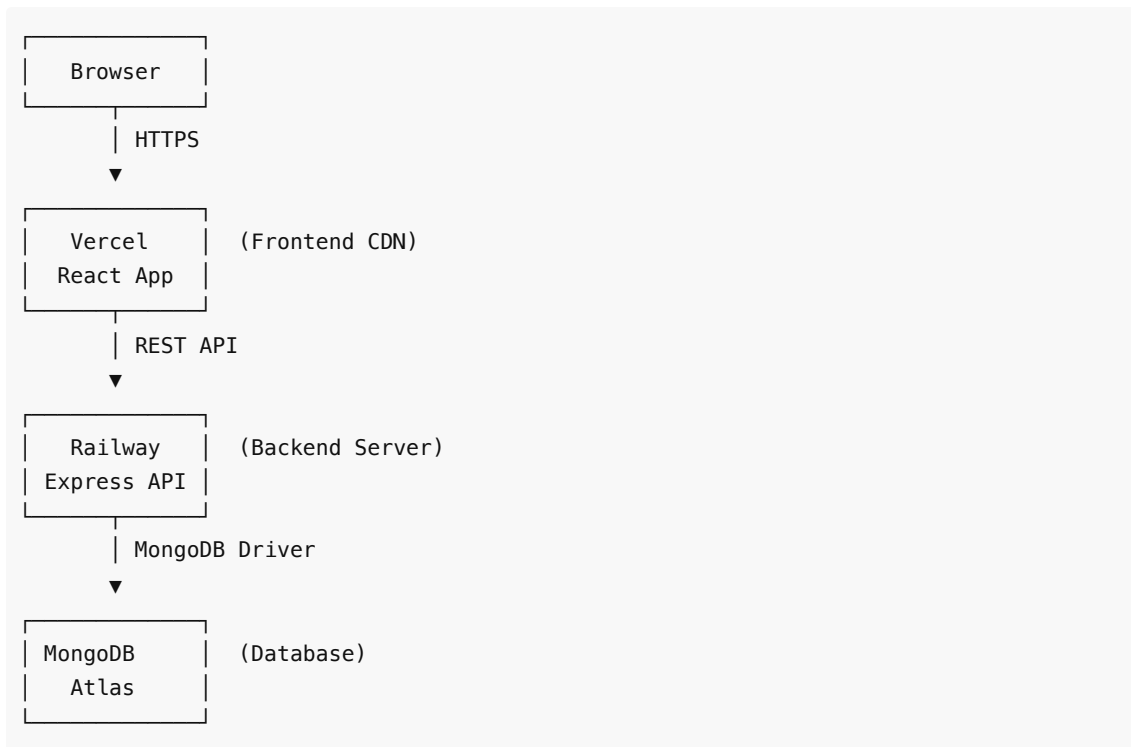 Browser
HTTPS
Vercel (Frontend CDN)
React App
REST API
Railway (Backend Server)
Express API
MongoDB Driver
MongoDB (Database)
Atlas